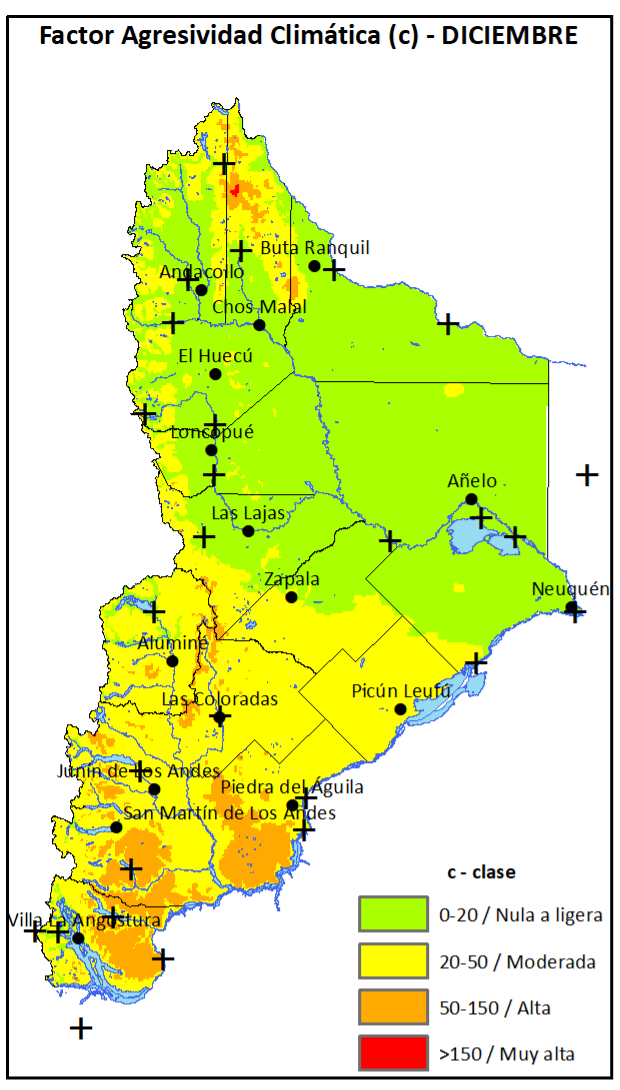 Factor Agresividad Climática (c) - DICIEMBRE
Buta Ranquil
Andacollo
Chos Malal
El Huecú
Loncopué
Añelo
Las Lajas
Zapala
Neuquén
Aluminé
Las Coloradas
Picún Leufú
Junín de Los Andes
Piedra del Águila
San Martín de Los Andes
Villa La Angostura
c - clase
0-20 / Nula a ligera
20-50 / Moderada
50-150 / Alta
>150 / Muy alta